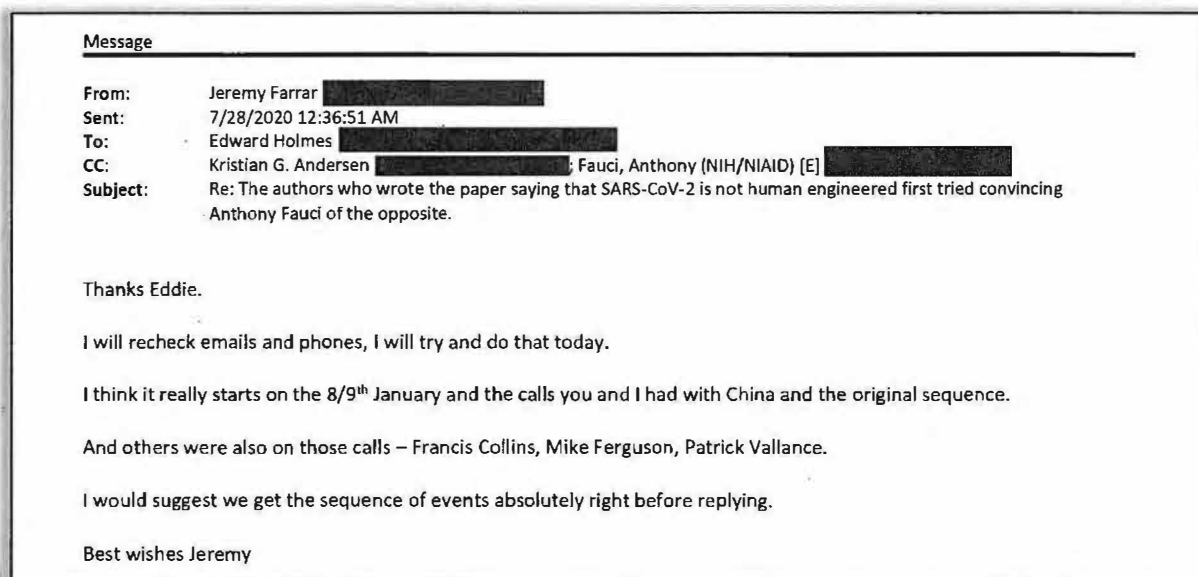 Message
From: Jeremy Farrar
Sent: 7/28/2020 12:36:51 AM
To: Edward Holmes
CC: Kristian G. Andersen ; Fauci, Anthony (NIH/NIAID) [E]
Subject: Re: The authors who wrote the paper saying that SARS-CoV-2 is not human engineered first tried convincing
Anthony Fauci of the opposite.
Thanks Eddie.
I will recheck emails and phones, I will try and do that today.
I think it really starts on the 8/9th January and the calls you and I had with China and the original sequence.
And others were also on those calls – Francis Collins, Mike Ferguson, Patrick Vallance.
I would suggest we get the sequence of events absolutely right before replying.
Best wishes Jeremy